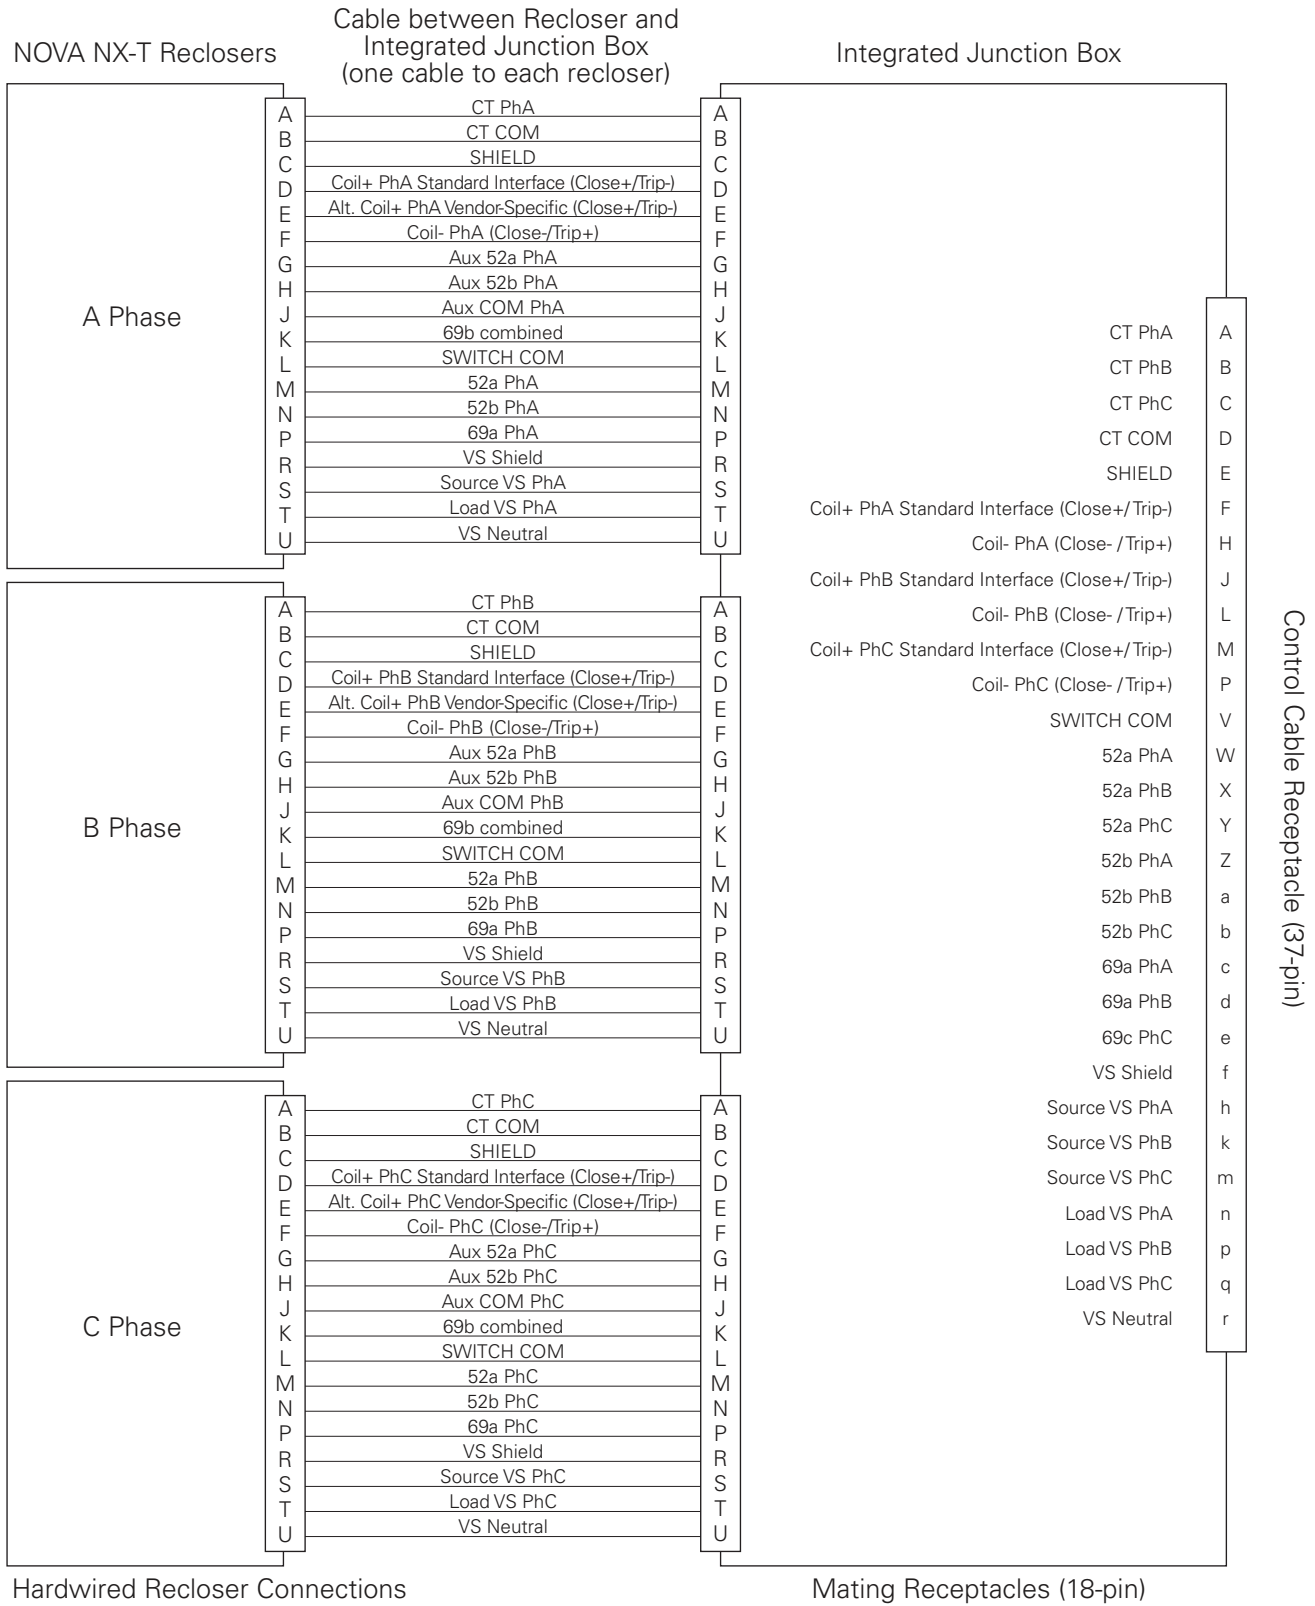 Cable between Recloser and
Integrated Junction Box
(one cable to each recloser)
NOVA NX-T Reclosers
Integrated Junction Box
A Phase
A CT PhA A
B CT COM B
C SHIELD C
D Coil+ PhA Standard Interface (Close+/Trip-) D
E Alt. Coil+ PhA Vendor-Specific (Close+/Trip-) E
F Coil- PhA (Close-/Trip+) F
G Aux 52a PhA G
H Aux 52b PhA H
J Aux COM PhA J
K 69b combined K
L SWITCH COM L
M 52a PhA M
N 52b PhA N
P 69a PhA P
R VS Shield R
S Source VS PhA S
T Load VS PhA T
U VS Neutral U
B Phase
A CT PhB A
B CT COM B
C SHIELD C
D Coil+ PhB Standard Interface (Close+/Trip-) D
E Alt. Coil+ PhB Vendor-Specific (Close+/Trip-) E
F Coil- PhB (Close-/Trip+) F
G Aux 52a PhB G
H Aux 52b PhB H
J Aux COM PhB J
K 69b combined K
L SWITCH COM L
M 52a PhB M
N 52b PhB N
P 69a PhB P
R VS Shield R
S Source VS PhB S
T Load VS PhB T
U VS Neutral U
C Phase
A CT PhC A
B CT COM B
C SHIELD C
D Coil+ PhC Standard Interface (Close+/Trip-) D
E Alt. Coil+ PhC Vendor-Specific (Close+/Trip-) E
F Coil- PhC (Close-/Trip+) F
G Aux 52a PhC G
H Aux 52b PhC H
J Aux COM PhC J
K 69b combined K
L SWITCH COM L
M 52a PhC M
N 52b PhC N
P 69a PhC P
R VS Shield R
S Source VS PhC S
T Load VS PhC T
U VS Neutral U
CT PhA A
CT PhB B
CT PhC C
CT COM D
SHIELD E
Coil+ PhA Standard Interface (Close+/Trip-) F
Coil- PhA (Close- /Trip+) H
Coil+ PhB Standard Interface (Close+/Trip-) J
Coil- PhB (Close- /Trip+) L
Coil+ PhC Standard Interface (Close+/Trip-) M
Coil- PhC (Close- /Trip+) P
SWITCH COM V
52a PhA W
52a PhB X
52a PhC Y
52b PhA Z
52b PhB a
52b PhC b
69a PhA c
69a PhB d
69c PhC e
VS Shield f
Source VS PhA h
Source VS PhB k
Source VS PhC m
Load VS PhA n
Load VS PhB p
Load VS PhC q
VS Neutral r
Control Cable Receptacle (37-pin)
Hardwired Recloser Connections
Mating Receptacles (18-pin)